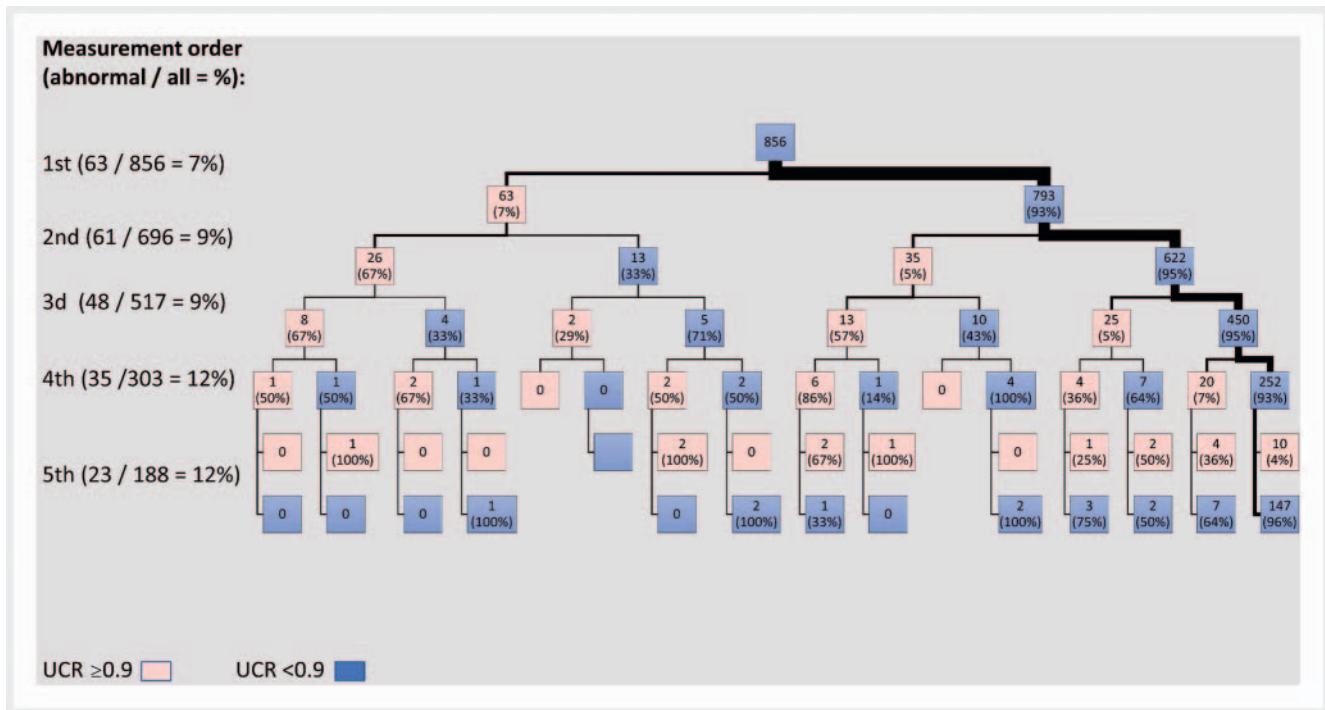 Measurement order
(abnormal / all = %):
856
1st (63 / 856 = 7%)
63 793
(7%) (93%)
2nd (61 / 696 = 9%)
26 13 35 622
(67%) (33%) (5%) (95%)
3d (48 / 517 = 9%)
8 4 2 5 13 10 25 450
(67%) (33%) (29%) (71%) (57%) (43%) (5%) (95%)
4th (35 /303 = 12%)
1 1 2 1 0 0 2 2 6 1 0 4 4 7 20 252
(50%) (50%) (67%) (33%) (50%) (50%) (86%) (14%) (100%) (36%) (64%) (7%) (93%)
0 1 0 0 2 0 2 1 0 1 2 4 10
(100%) (100%) (67%) (100%) (25%) (50%) (36%) (4%)
5th (23 / 188 = 12%)
0 0 0 1 0 2 1 0 2 3 2 7 147
(100%) (100%) (33%) (100%) (75%) (50%) (64%) (96%)
UCR ≥0.9 UCR <0.9